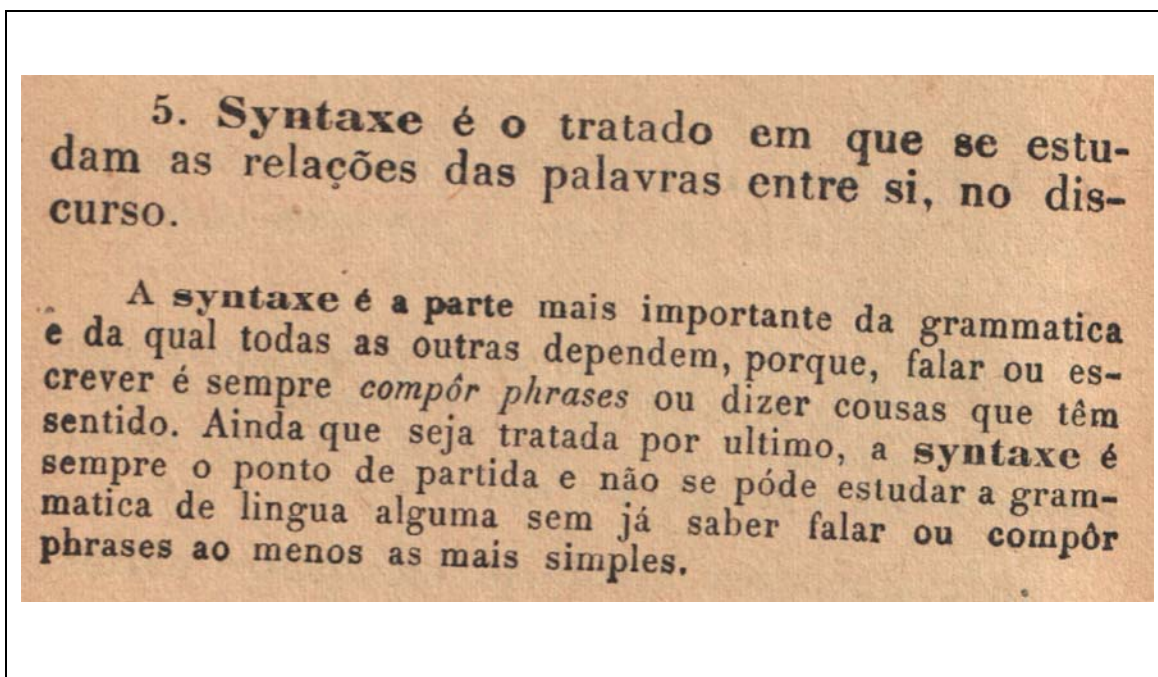 5. Syntaxe é o tratado em que se estu-
dam as relações das palavras entre si, no dis-
curso.
A syntaxe é a parte mais importante da grammatica
e da qual todas as outras dependem, porque, falar ou es-
crever é sempre compôr phrases ou dizer cousas que têm
sentido. Ainda que seja tratada por ultimo, a syntaxe é
sempre o ponto de partida e não se póde estudar a gram-
matica de lingua alguma sem já saber falar ou compôr
phrases ao menos as mais simples.